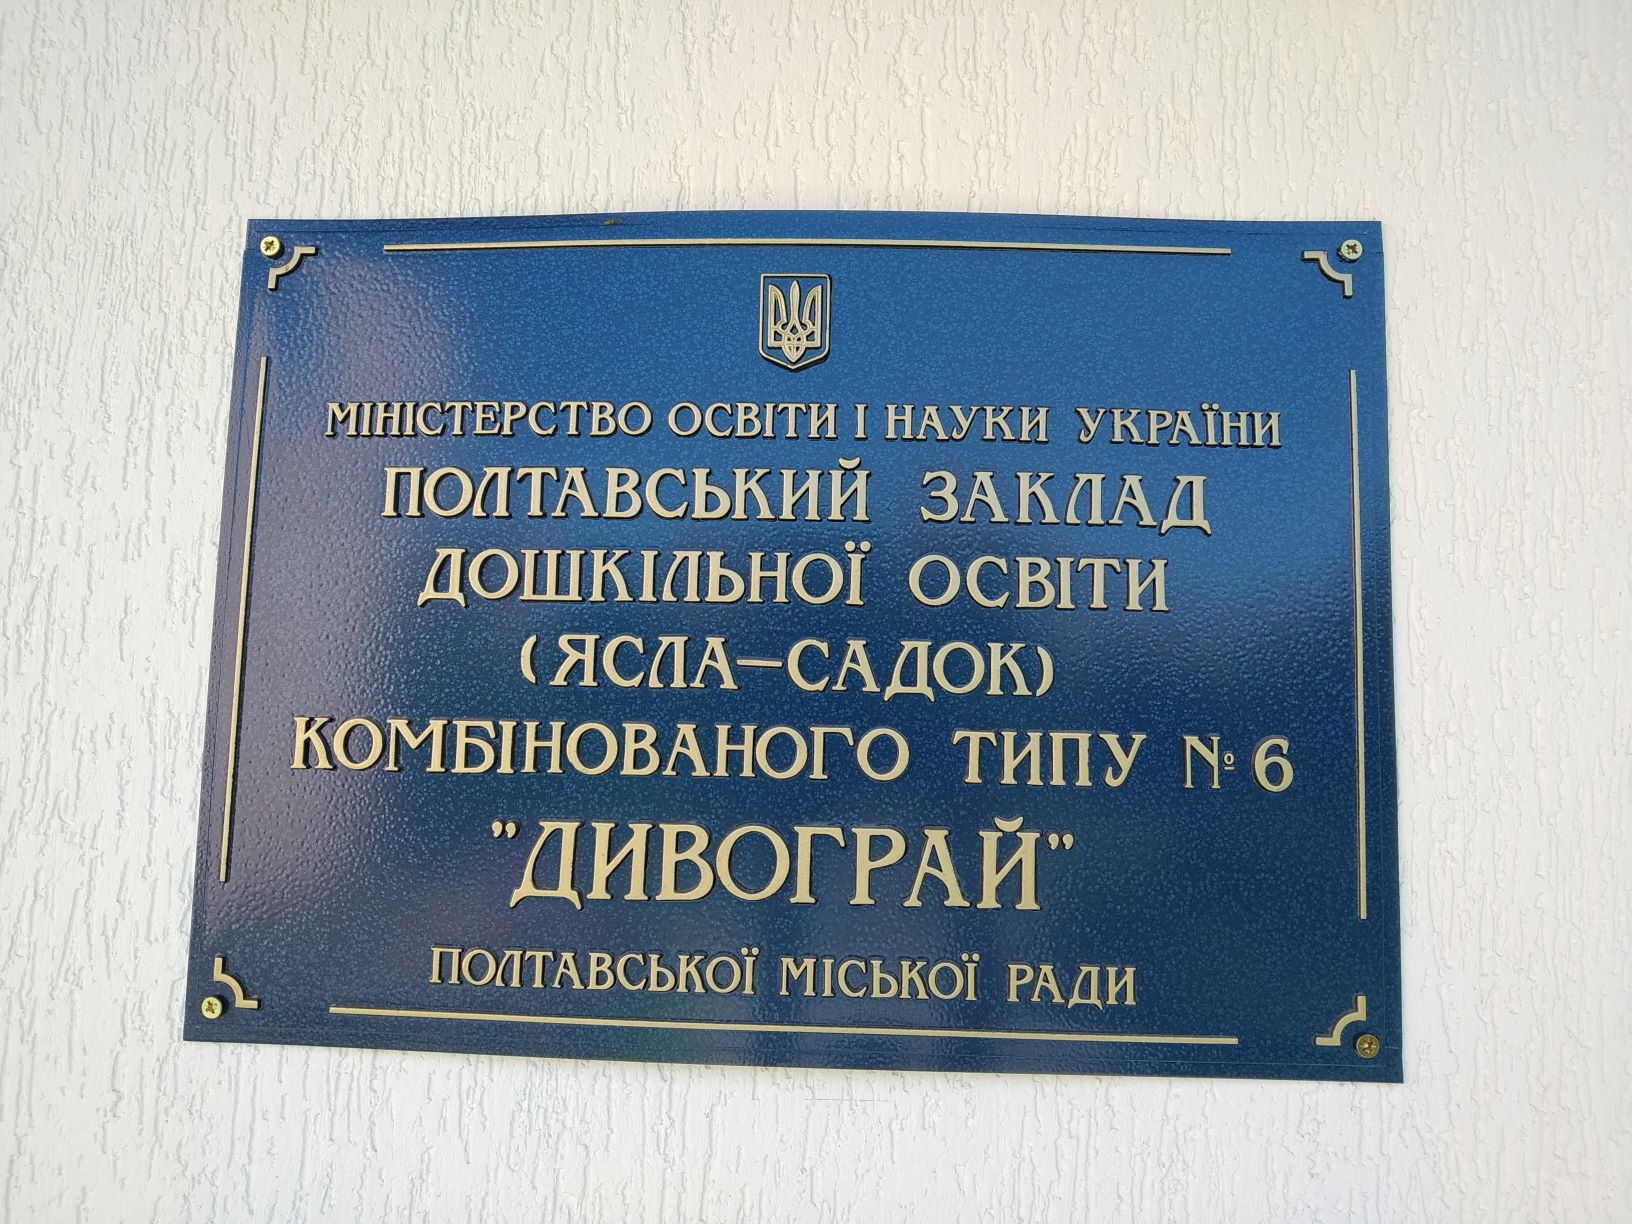 МІНІСТЕРСТВО ОСВІТИ І НАУКИ УКРАЇНИ
ПОЛТАВСЬКИЙ ЗАКЛАД
ДОШКІЛЬНОЇ ОСВІТИ
(ЯСЛА–САДОК)
КОМБІНОВАНОГО ТИПУ № 6
"ДИВОГРАЙ"
ПОЛТАВСЬКОЇ МІСЬКОЇ РАДИ